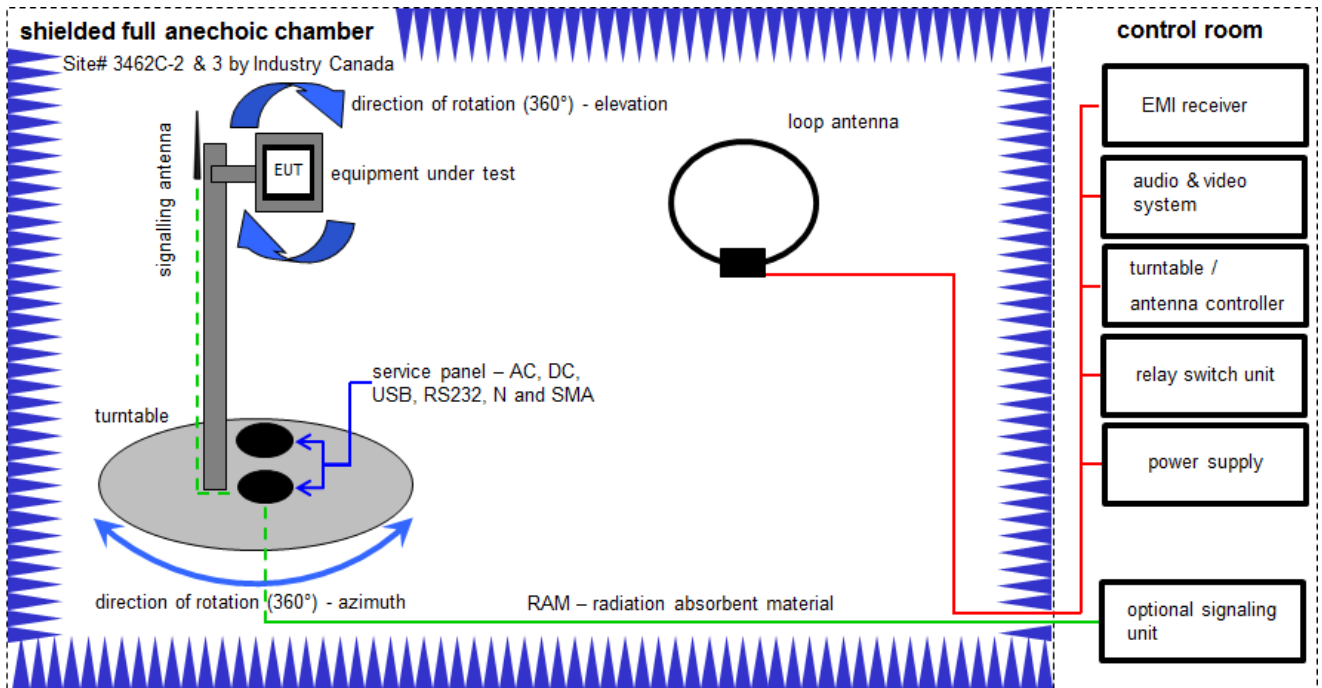 shielded full anechoic chamber
Site# 3462C-2 & 3 by Industry Canada
direction of rotation (360°) - elevation
signalling antenna
EUT
equipment under test
loop antenna
service panel – AC, DC,
USB, RS232, N and SMA
turntable
direction of rotation (360°) - azimuth
RAM – radiation absorbent material
control room
EMI receiver
audio & video
system
turntable /
antenna controller
relay switch unit
power supply
optional signaling
unit